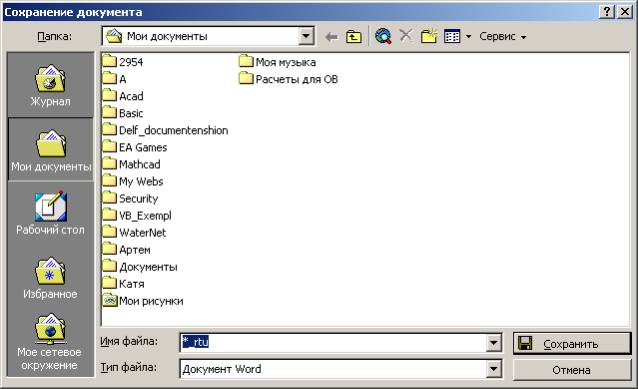 Сохранение документа
Папка: Мои документы Сервис
Журнал
Мои документы
Рабочий стол
Избранное
Мое сетевое
окружение
2954
A
Acad
Basic
Delf_documentenshion
EA Games
Mathcad
My Webs
Security
VB_Exempl
WaterNet
Артем
Документы
Катя
Мои рисунки
Моя музыка
Расчеты для ОВ
Имя файла: *_rtu Сохранить
Тип файла: Документ Word Отмена